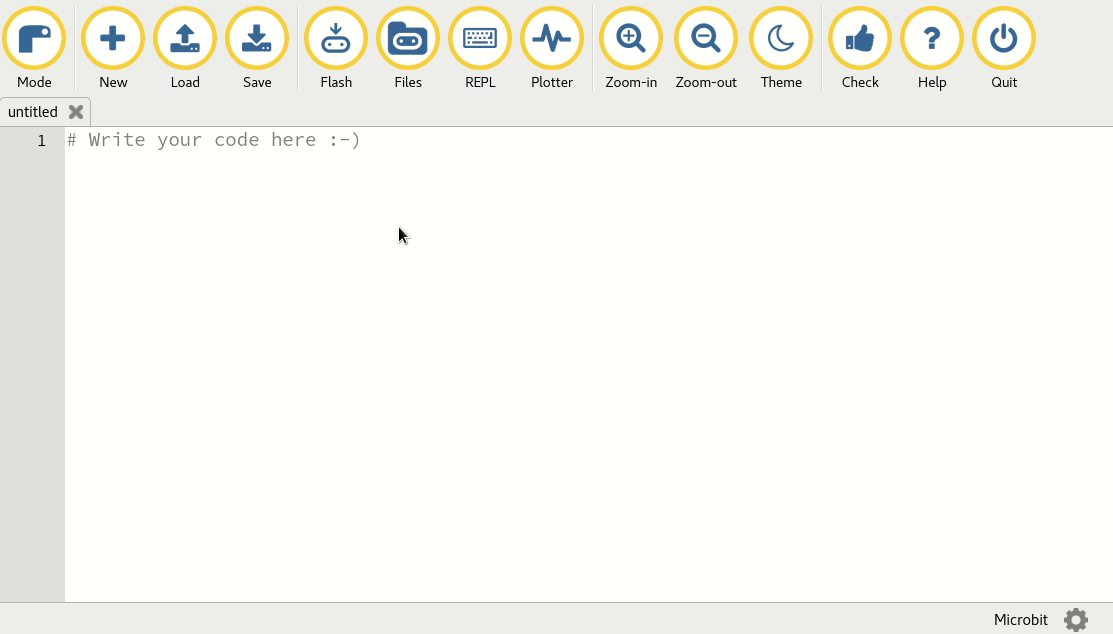 Mode New Load Save Flash Files REPL Plotter Zoom-in Zoom-out Theme Check Help Quit
untitled
1 # Write your code here :-)
Microbit